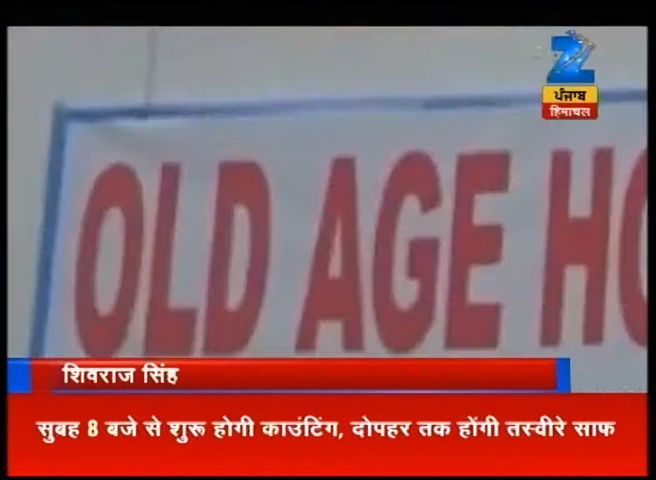 Z
ਪੰਜਾਬ
हिमाचल
OLD AGE HO
शिवराज सिंह
सुबह 8 बजे से शुरू होगी काउंटिंग, दोपहर तक होंगी तस्वीरे साफ